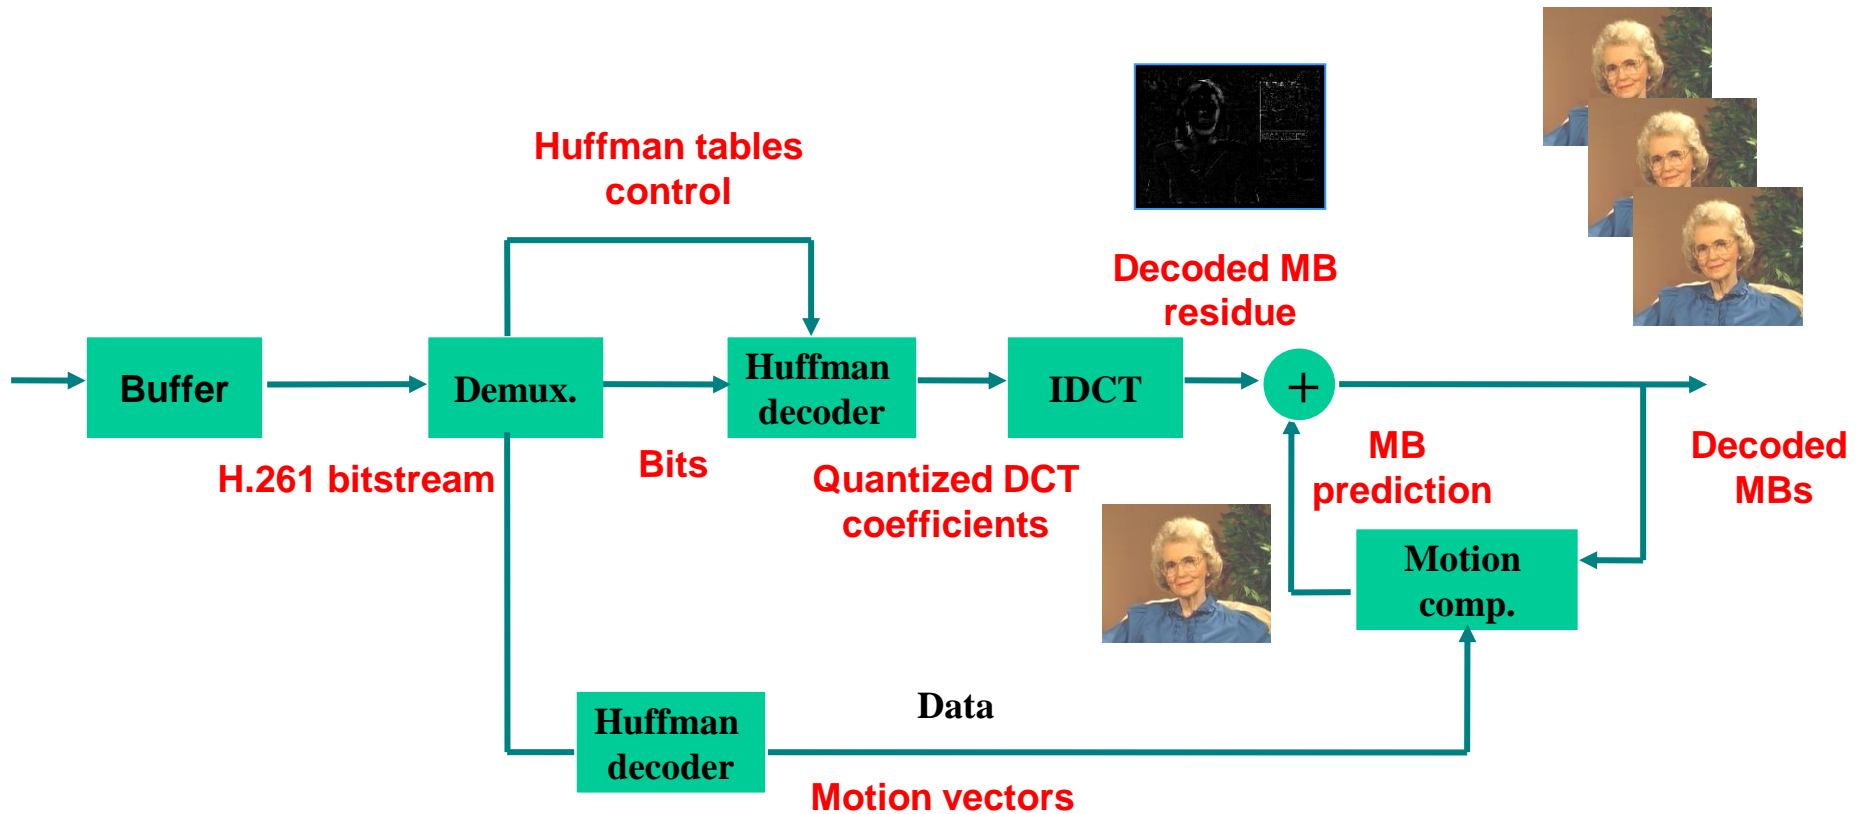 Huffman tables
control
Decoded MB
residue
Buffer
Demux.
Huffman
decoder
IDCT
+
H.261 bitstream
Bits
Quantized DCT
coefficients
MB
prediction
Decoded
MBs
Motion
comp.
Huffman
decoder
Data
Motion vectors